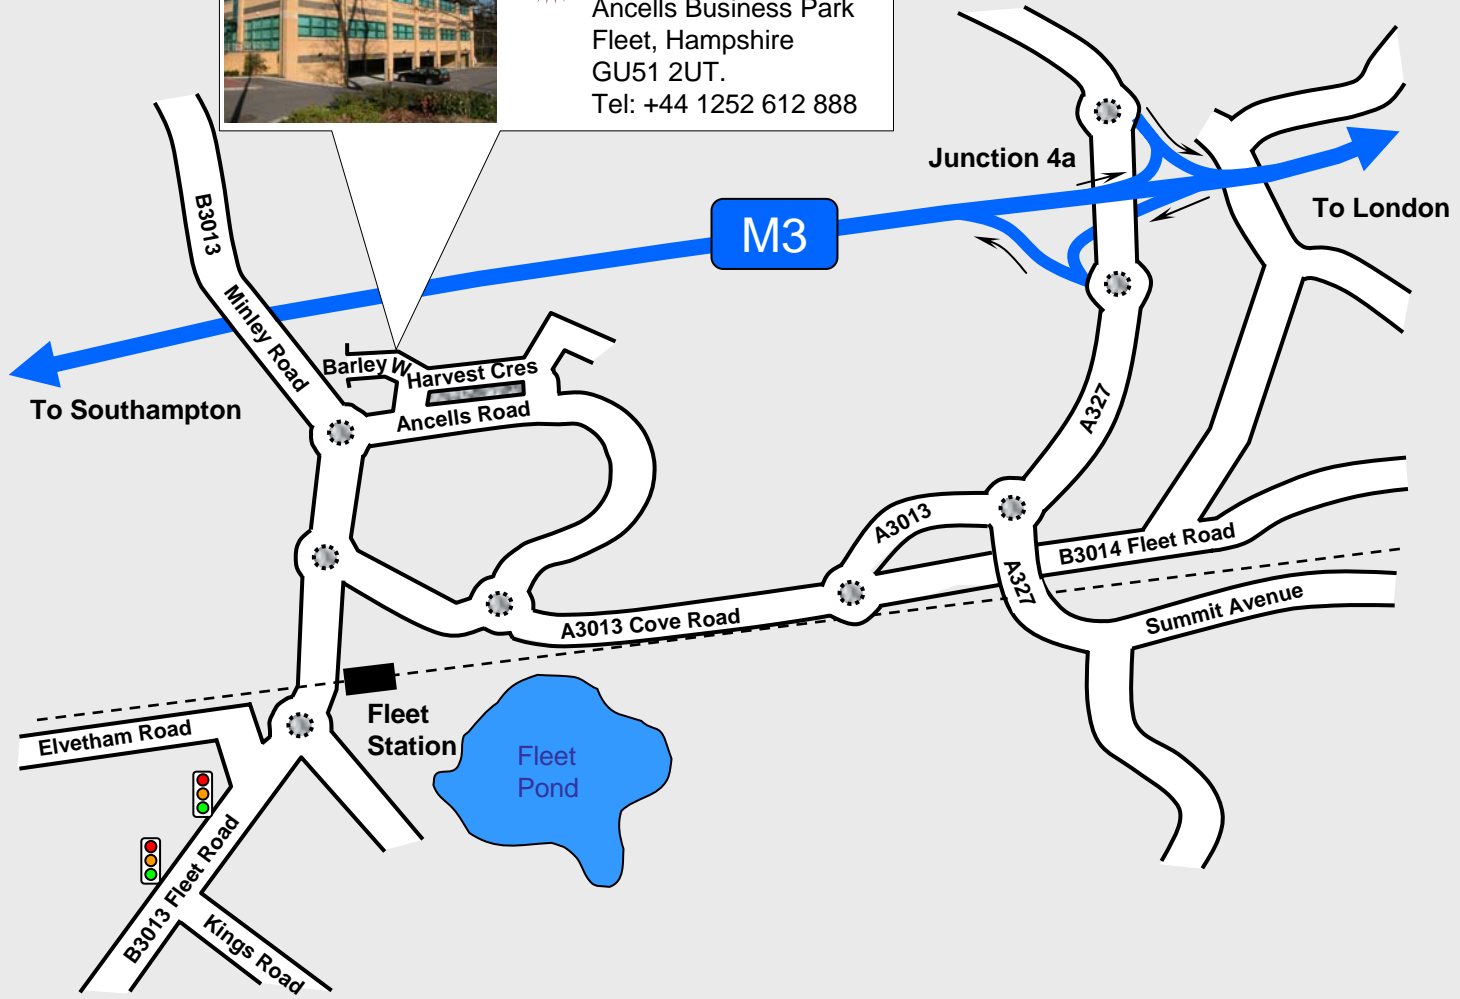 Ancells Business Park
Fleet, Hampshire
GU51 2UT.
Tel: +44 1252 612 888
Junction 4a
To London
M3
B3013
Minley Road
To Southampton
Barley W
Harvest Cres
Ancells Road
A327
A3013
B3014 Fleet Road
A327
Summit Avenue
A3013 Cove Road
Fleet
Station
Elvetham Road
Fleet
Pond
B3013 Fleet Road
Kings Road